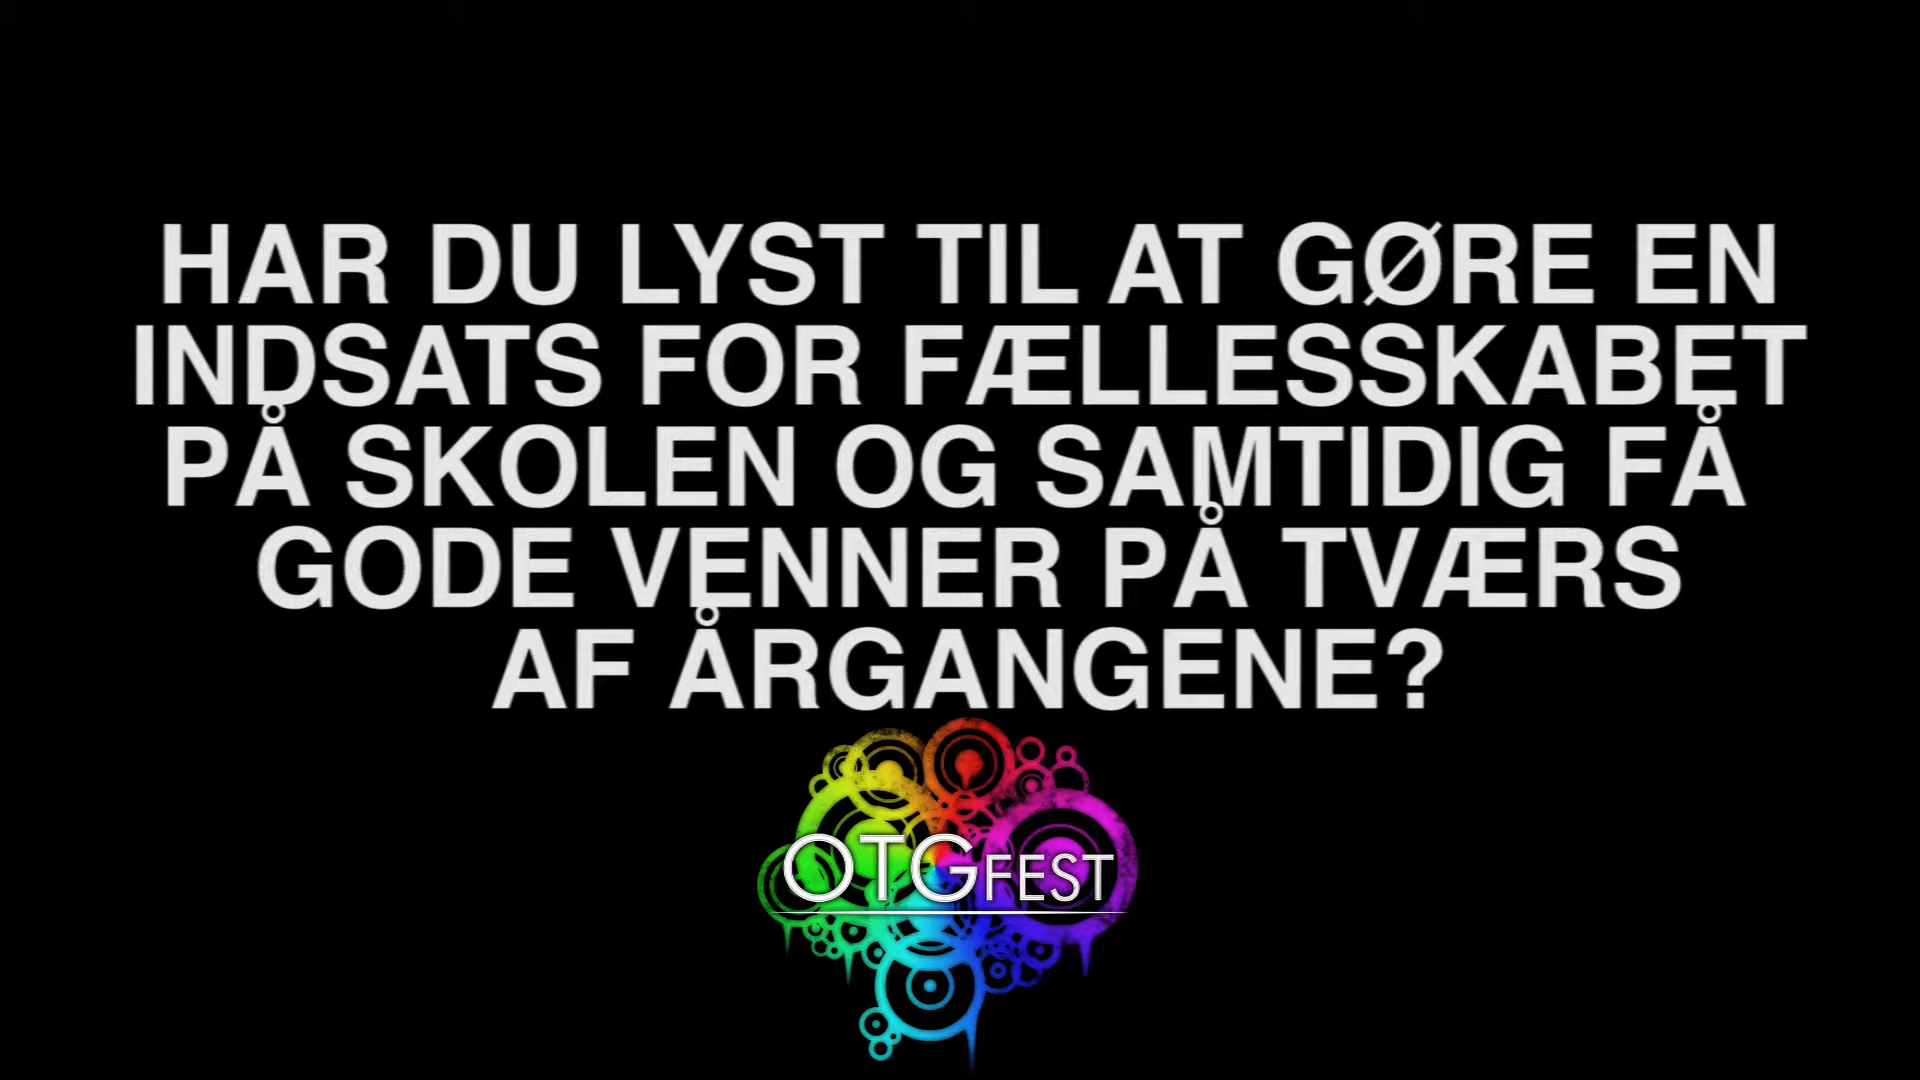 HAR DU LYST TIL AT GØRE EN
INDSATS FOR FÆLLESSKABET
PÅ SKOLEN OG SAMTIDIG FÅ
GODE VENNER PÅ TVÆRS
AF ÅRGANGENE?
OTGFEST